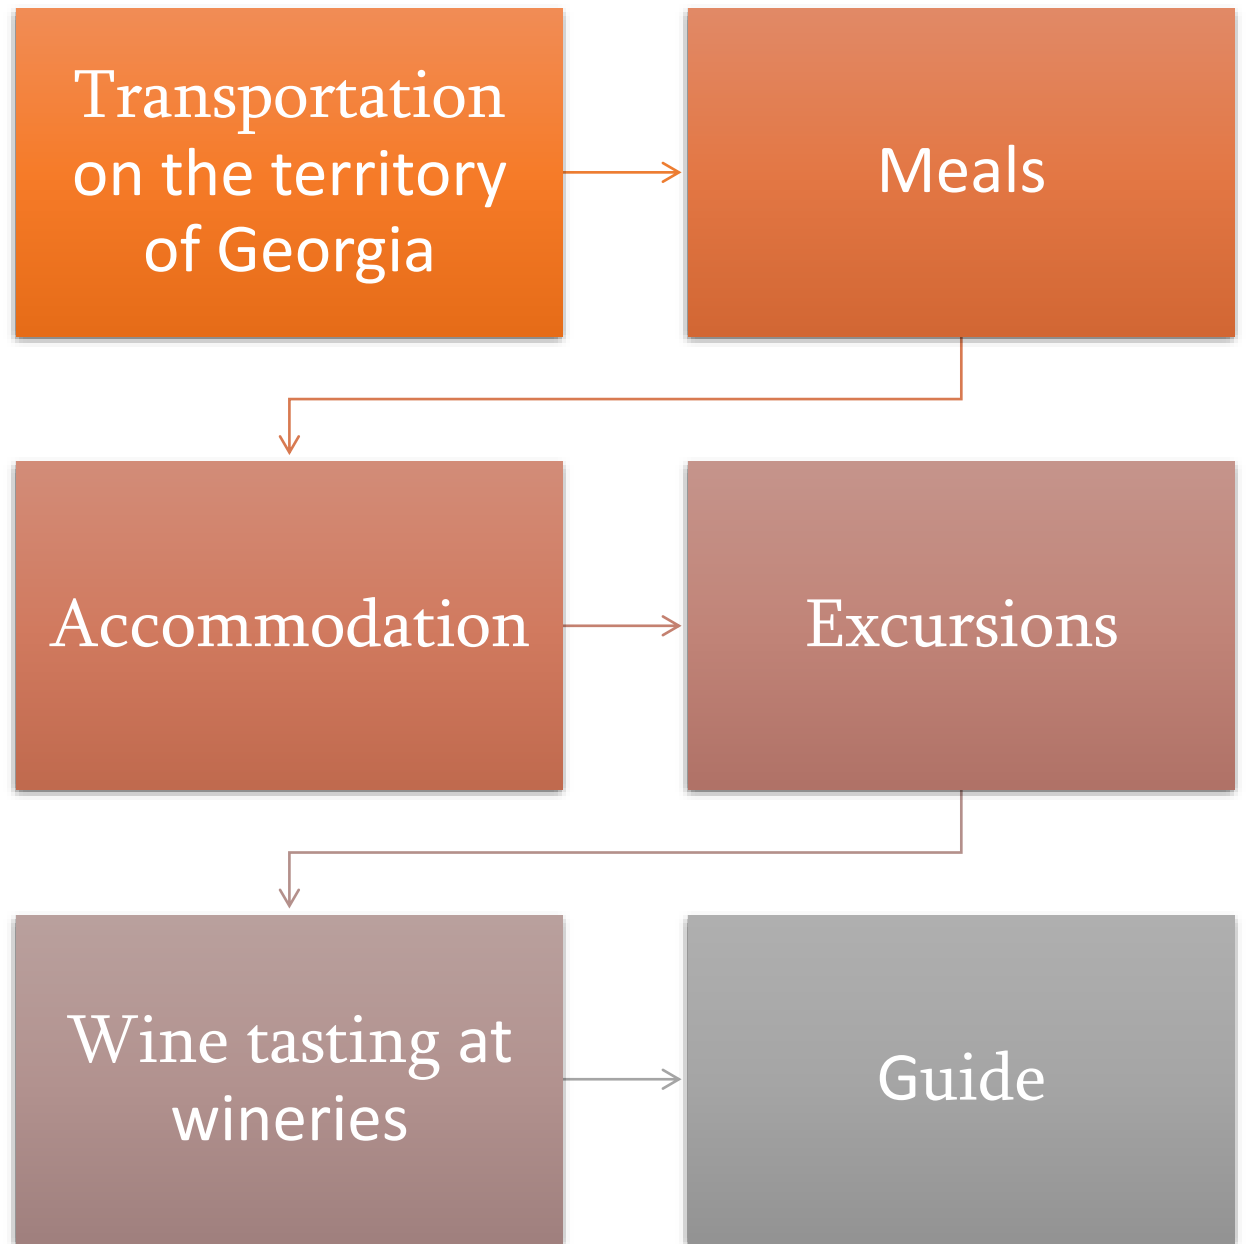 Transportation
on the territory
of Georgia
Meals
Accommodation
Excursions
Wine tasting at
wineries
Guide